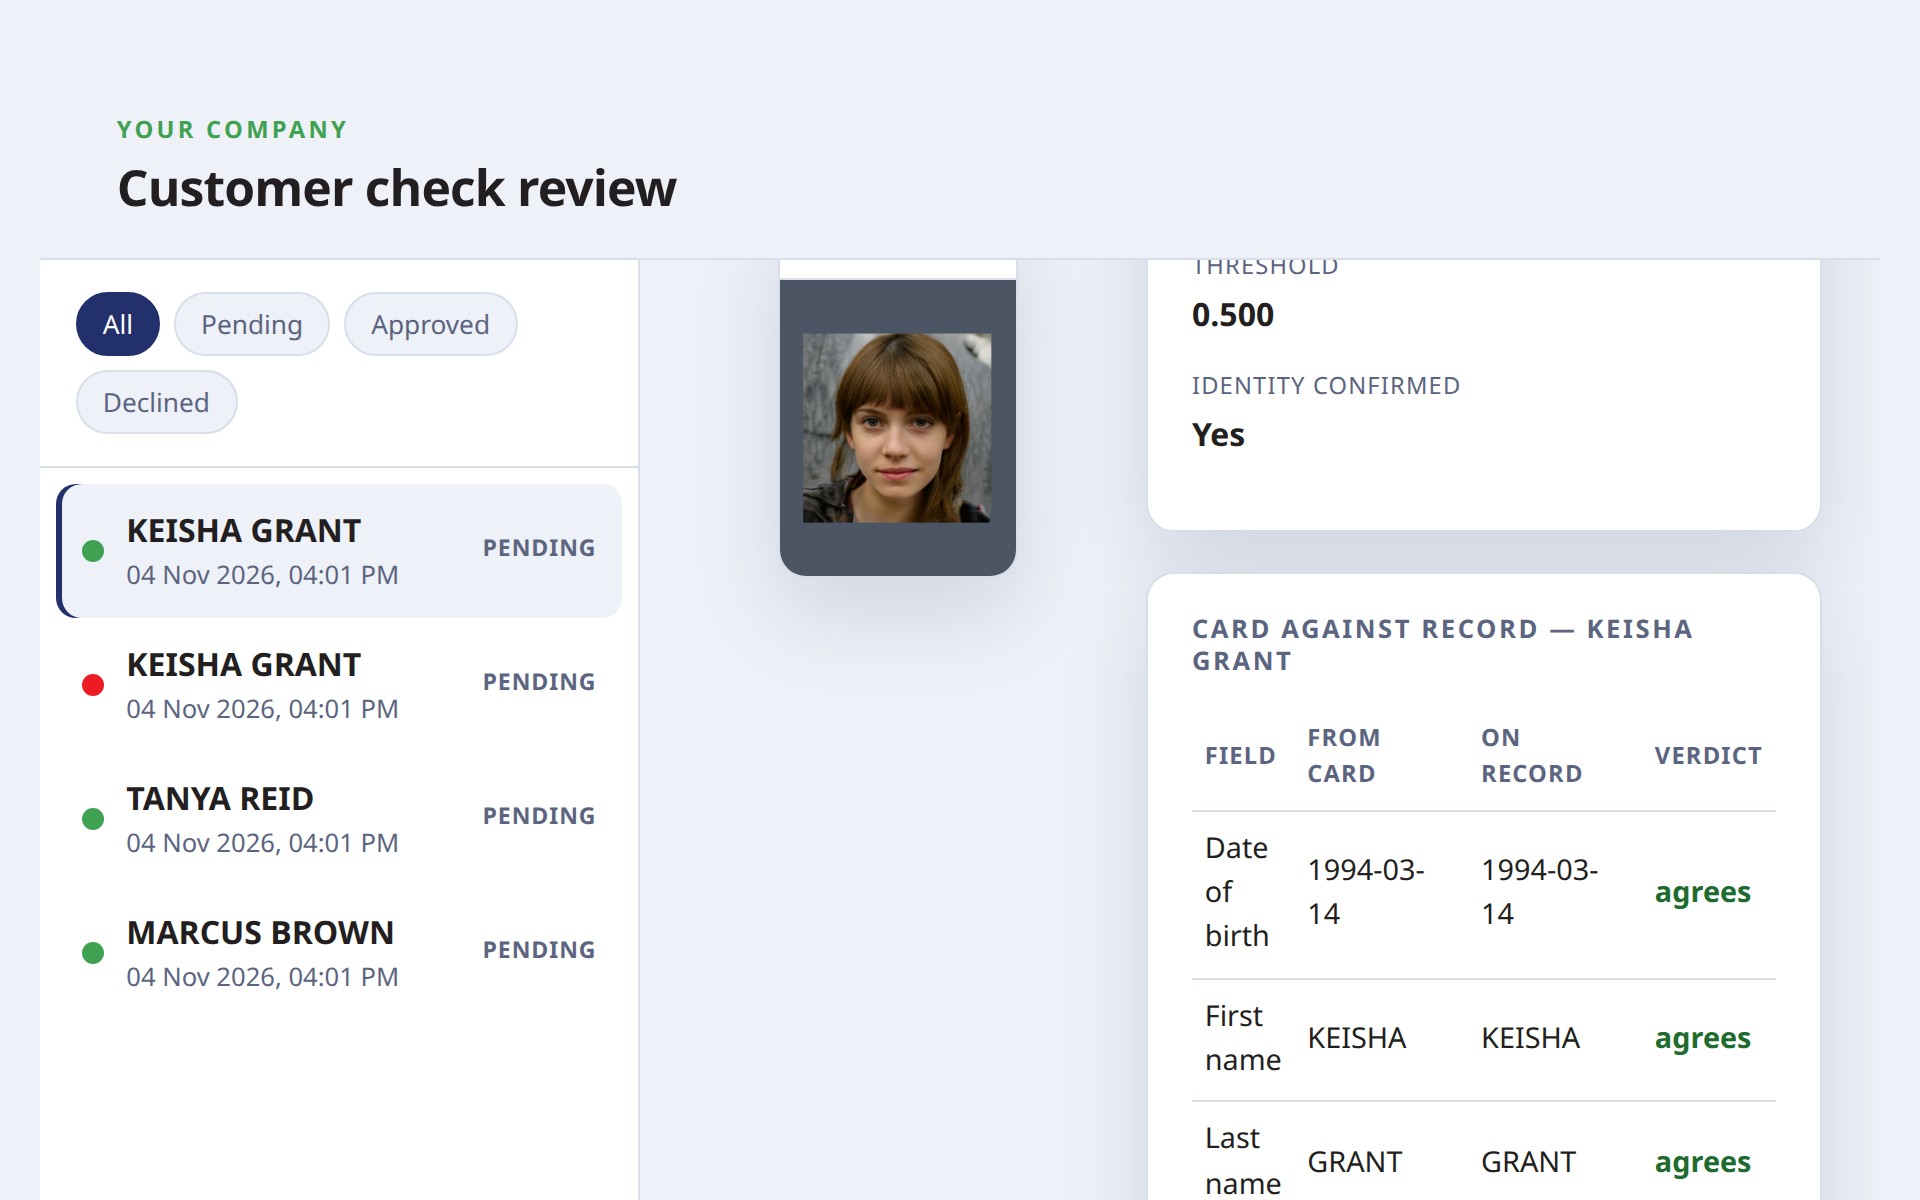 YOUR COMPANY
Customer check review
All
Pending
Approved
Declined
KEISHA GRANT
04 Nov 2026, 04:01 PM
PENDING
KEISHA GRANT
04 Nov 2026, 04:01 PM
PENDING
TANYA REID
04 Nov 2026, 04:01 PM
PENDING
MARCUS BROWN
04 Nov 2026, 04:01 PM
PENDING
THRESHOLD
0.500
IDENTITY CONFIRMED
Yes
CARD AGAINST RECORD — KEISHA
GRANT
FIELD
FROM
CARD
ON
RECORD
VERDICT
Date
of
birth
1994-03-
14
1994-03-
14
agrees
First
name
KEISHA
KEISHA
agrees
Last
name
GRANT
GRANT
agrees